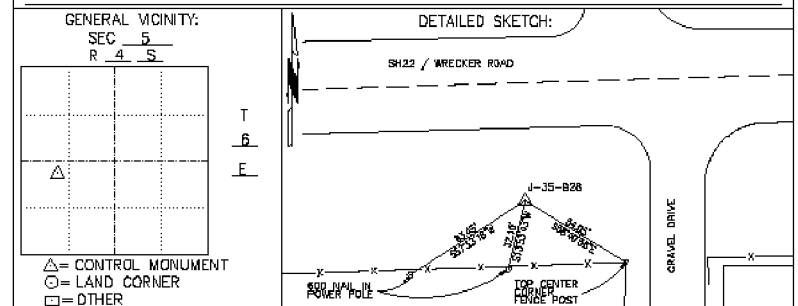 GENERAL VICINITY:
SEC 5
R 4 S
T
6
E
△= CONTROL MONUMENT
○= LAND CORNER
□= OTHER
DETAILED SKETCH:
SH22 / WRECKER ROAD
J-35-B26
GRAVEL DRIVE
60D NAIL IN
POWER POLE
TOP CENTER
CORNER
FENCE POST